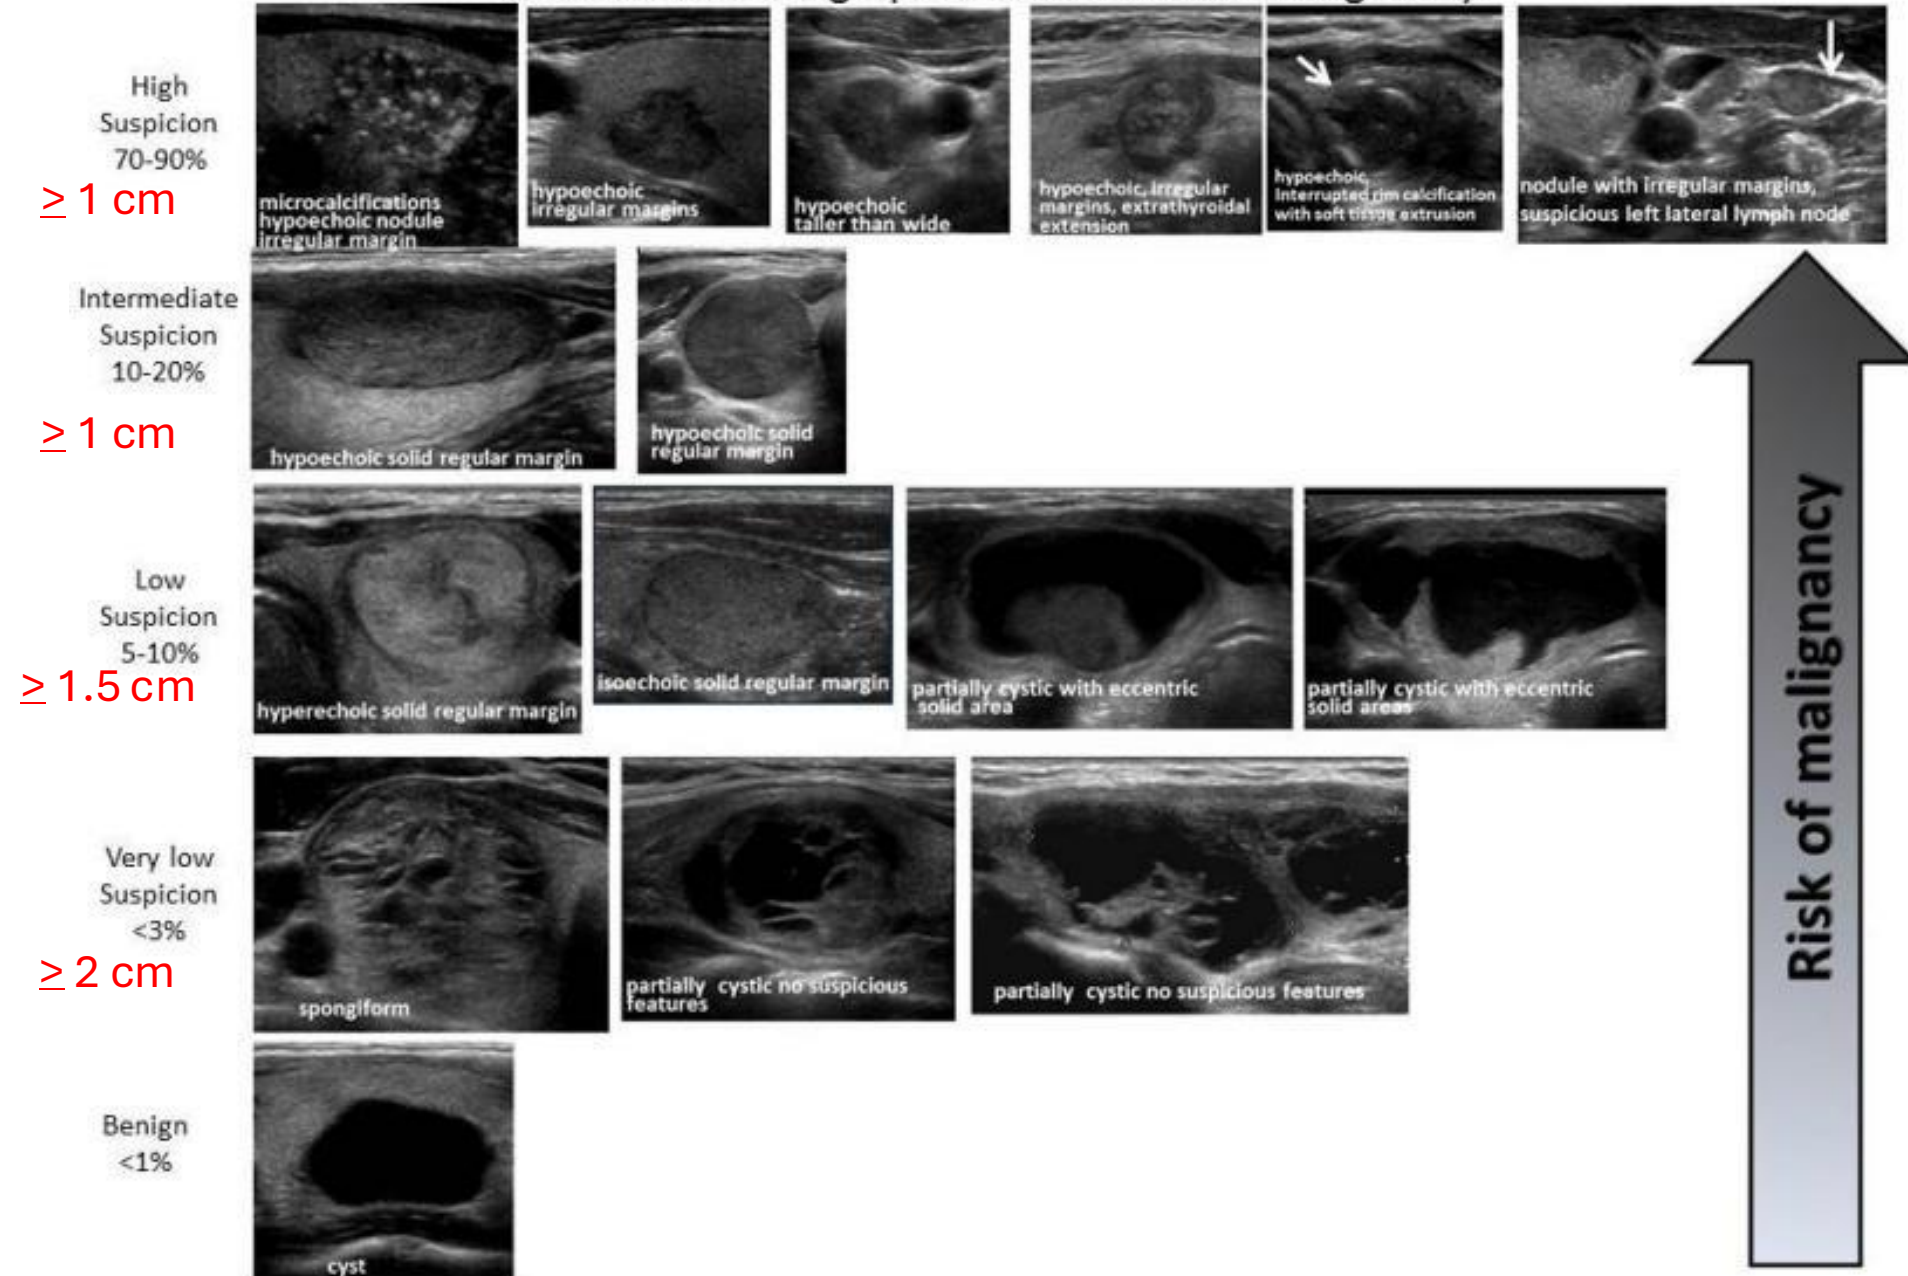 High
Suspicion
70-90%
≥ 1 cm
microcalcifications
hypoechoic nodule
irregular margin
hypoechoic
irregular margins
hypoechoic
taller than wide
hypoechoic, irregular
margins, extrathyroidal
extension
hypoechoic,
Interrupted rim calcification
with soft tissue extrusion
nodule with irregular margins,
suspicious left lateral lymph node
Intermediate
Suspicion
10-20%
≥ 1 cm
hypoechoic solid regular margin
hypoechoic solid
regular margin
Low
Suspicion
5-10%
≥ 1.5 cm
hyperechoic solid regular margin
isoechoic solid regular margin
partially cystic with eccentric
solid area
partially cystic with eccentric
solid areas
Very low
Suspicion
<3%
≥ 2 cm
spongiform
partially cystic no suspicious
features
partially cystic no suspicious features
Benign
<1%
cyst
Risk of malignancy